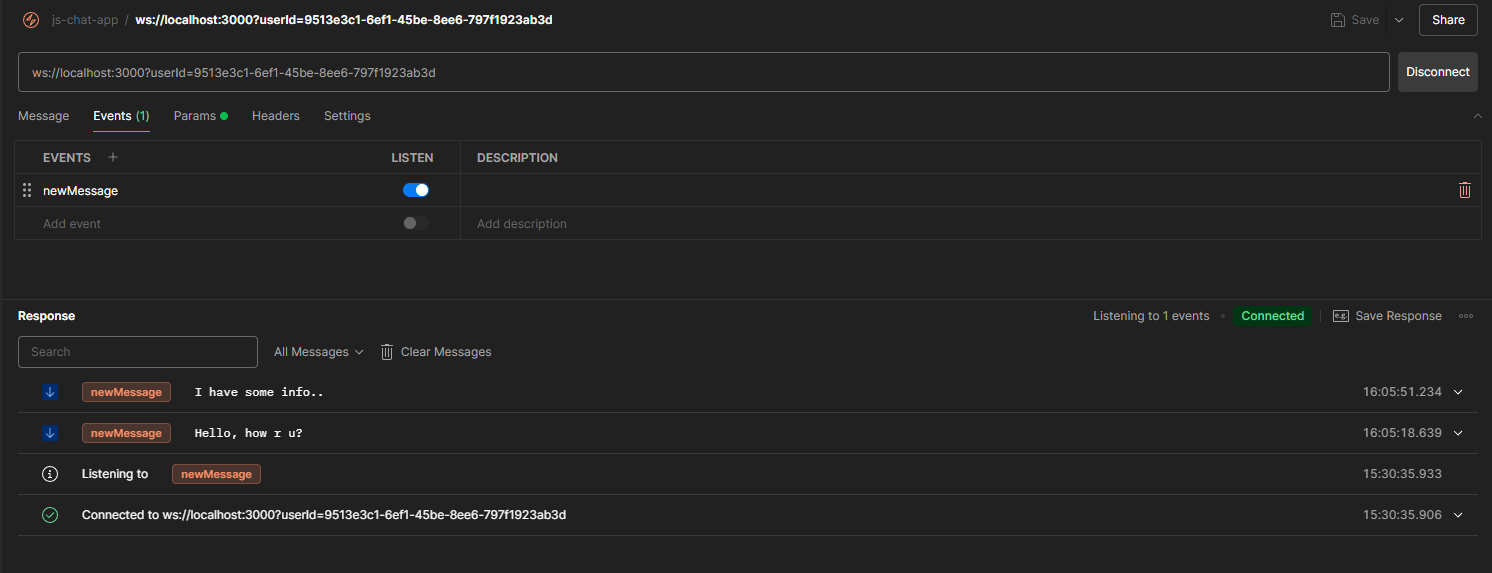 js-chat-app / ws://localhost:3000?userId=9513e3c1-6ef1-45be-8ee6-797f1923ab3d Save Share
ws://localhost:3000?userId=9513e3c1-6ef1-45be-8ee6-797f1923ab3d Disconnect
Message Events (1) Params Headers Settings
EVENTS + LISTEN DESCRIPTION
newMessage
Add event Add description
Response Listening to 1 events Connected e.g. Save Response
Search All Messages Clear Messages
newMessage I have some info.. 16:05:51.234
newMessage Hello, how r u? 16:05:18.639
Listening to newMessage 15:30:35.933
Connected to ws://localhost:3000?userId=9513e3c1-6ef1-45be-8ee6-797f1923ab3d 15:30:35.906